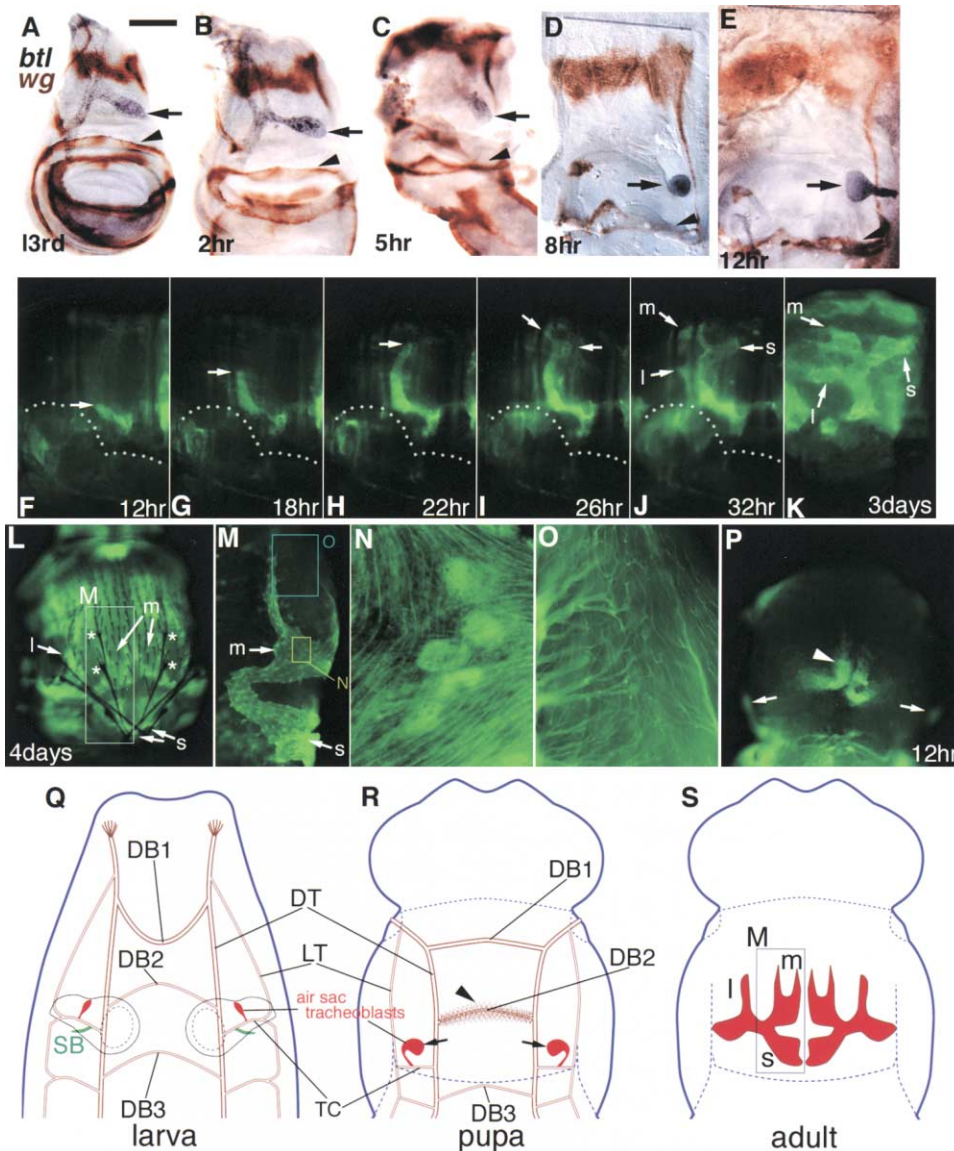 A
B
C
D
E
btl
wg
l3rd
2hr
5hr
8hr
12hr
m
l
s
m
l
s
F
12hr
G
18hr
H
22hr
I
26hr
J
32hr
K
3days
L
M
m
l
s
4days
M
O
m
N
s
N
O
P
12hr
Q
R
S
DB1
DT
DB1
DB2
LT
DB2
M
m
l
air sac
tracheoblasts
SB
s
DB3
TC
DB3
larva
pupa
adult